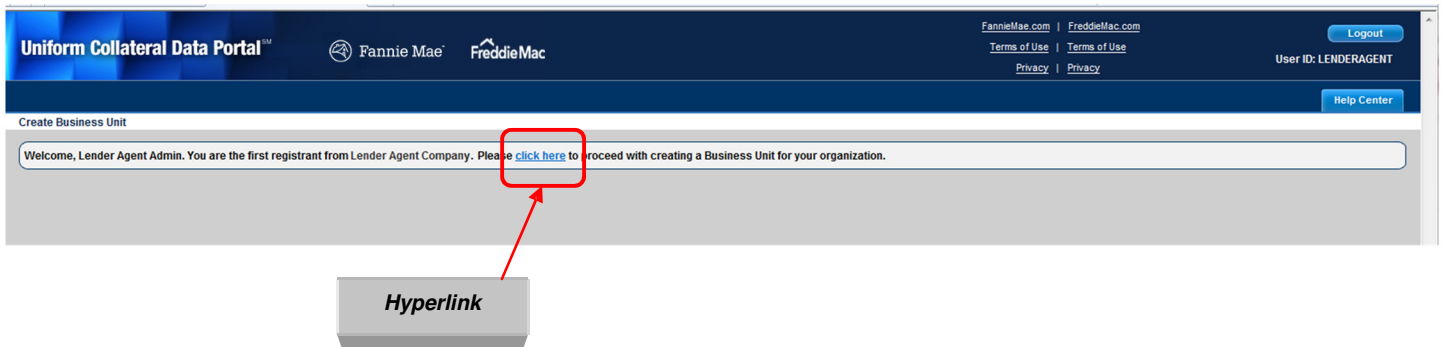 Uniform Collateral Data Portal℠
Fannie Mae
Freddie Mac
FannieMae.com | FreddieMac.com
Terms of Use | Terms of Use
Privacy | Privacy
Logout
User ID: LENDERAGENT
Help Center
Create Business Unit
Welcome, Lender Agent Admin. You are the first registrant from Lender Agent Company. Please click here to proceed with creating a Business Unit for your organization.
Hyperlink